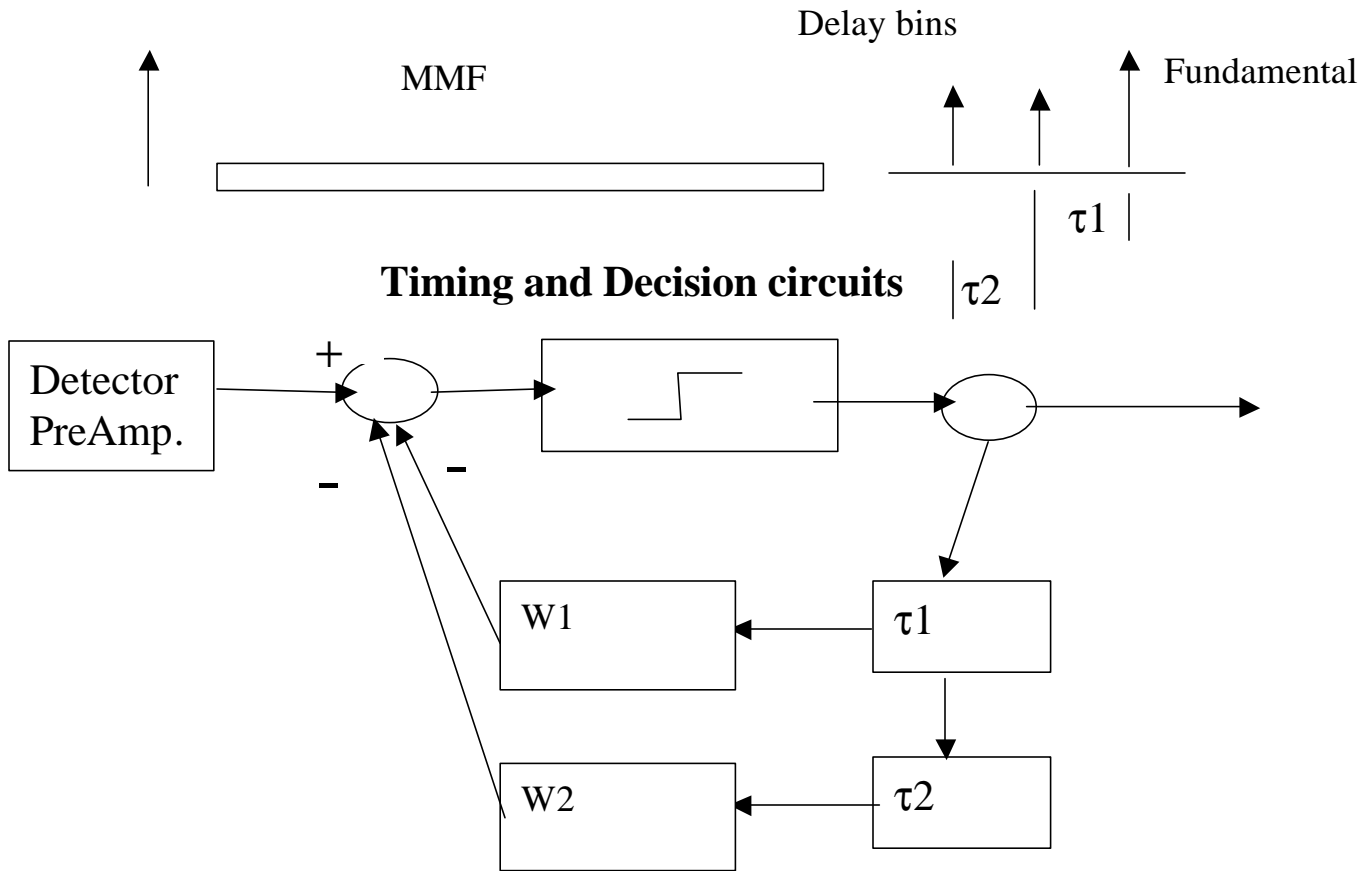 Delay bins
MMF
Fundamental
τ1
Timing and Decision circuits
τ2
+
Detector
PreAmp.
-
-
W1
τ1
W2
τ2